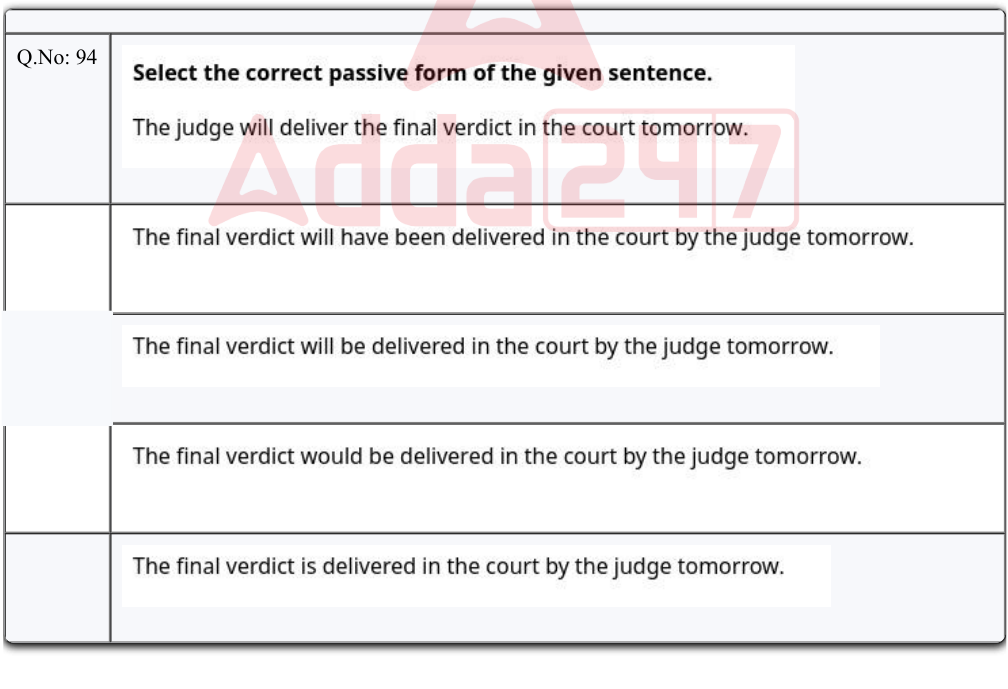 Q.No: 94
Select the correct passive form of the given sentence.
The judge will deliver the final verdict in the court tomorrow.
Adda247
The final verdict will have been delivered in the court by the judge tomorrow.
The final verdict will be delivered in the court by the judge tomorrow.
The final verdict would be delivered in the court by the judge tomorrow.
The final verdict is delivered in the court by the judge tomorrow.